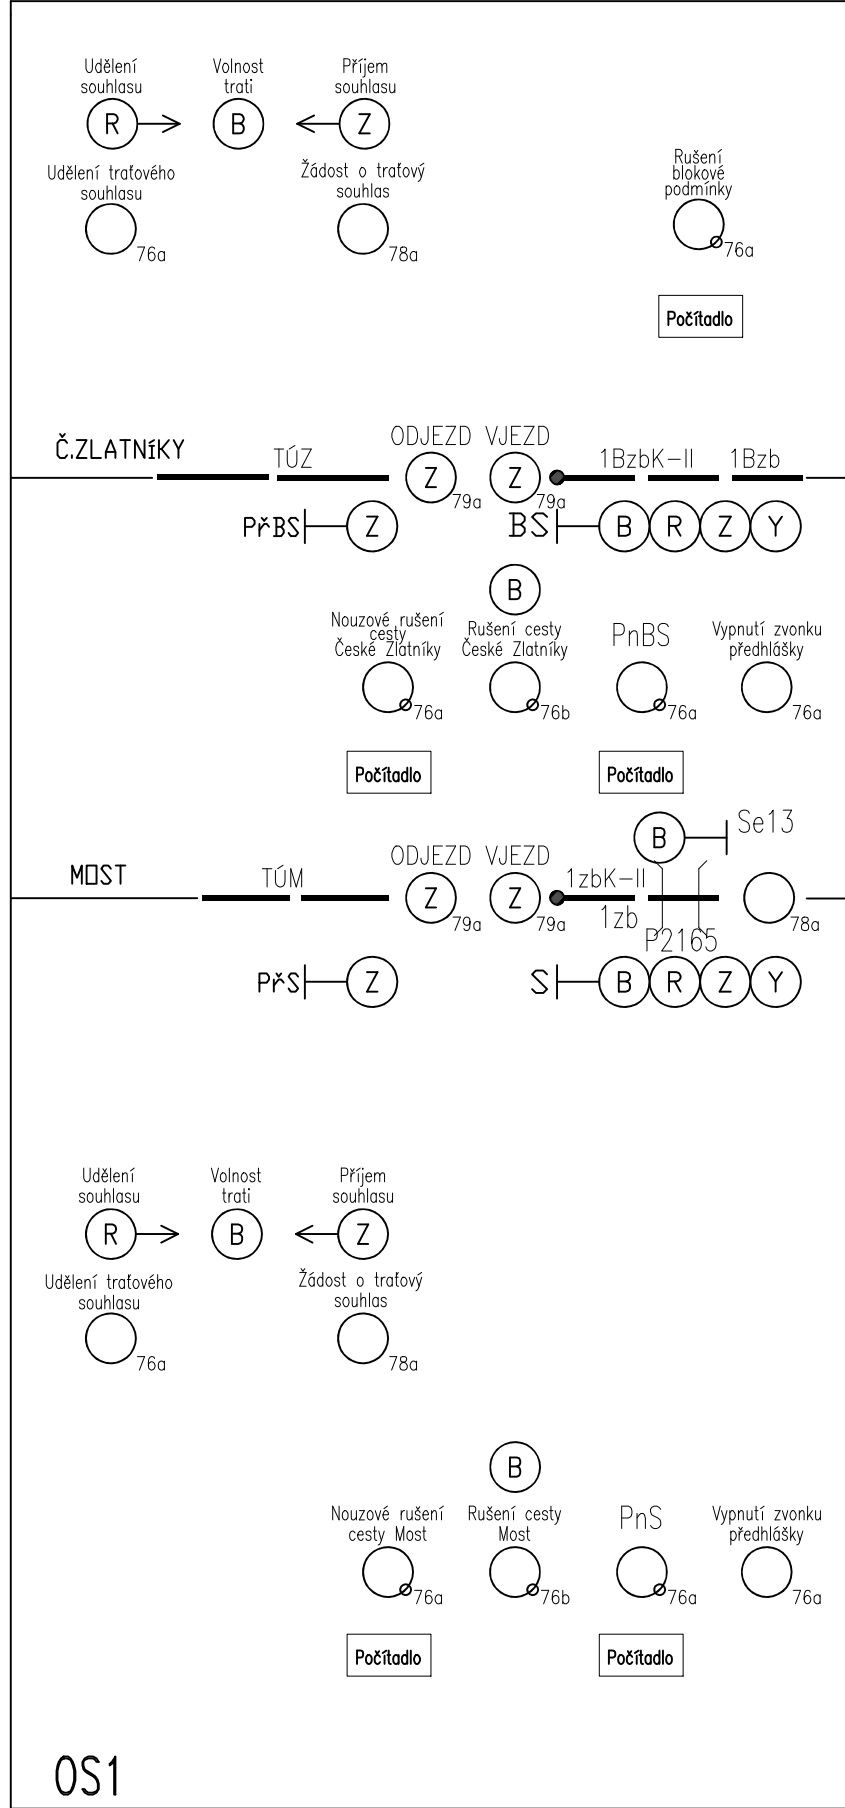 Udělení
souhlasu
R
Volnost
trati
B
Příjem
souhlasu
Z
Udělení traťového
souhlasu
76a
Žádost o traťový
souhlas
78a
Rušení
blokové
podmínky
76a
Počítadlo
Č.ZLATNíKY
TÚZ
ODJEZD
Z
79a
VJEZD
Z
79a
1BzbK-II
1Bzb
PřBS
Z
BS
B R Z Y
B
Nouzové rušení
cesty
České Zlatníky
76a
Rušení cesty
České Zlatníky
76b
PnBS
76a
Vypnutí zvonku
předhlášky
76a
Počítadlo
Počítadlo
B
Se13
MOST
TÚM
ODJEZD
Z
79a
VJEZD
Z
79a
1zbK-II
1zb
P2165
78a
PřS
Z
S
B R Z Y
Udělení
souhlasu
R
Volnost
trati
B
Příjem
souhlasu
Z
Udělení traťového
souhlasu
76a
Žádost o traťový
souhlas
78a
B
Nouzové rušení
cesty Most
76a
Rušení cesty
Most
76b
PnS
76a
Vypnutí zvonku
předhlášky
76a
Počítadlo
Počítadlo
OS1